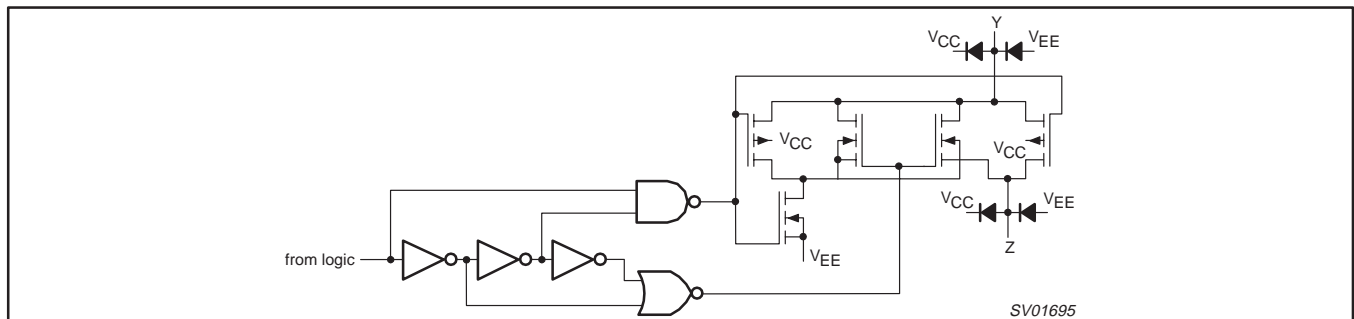 Y
VCC
VEE
VCC
VCC
VCC
VEE
from logic
VEE
Z
SV01695